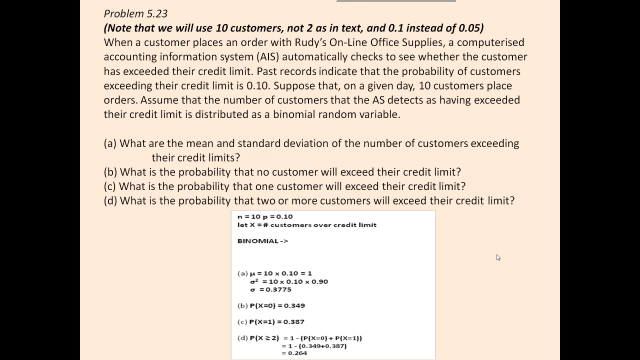 Problem 5.23
(Note that we will use 10 customers, not 2 as in text, and 0.1 instead of 0.05)
When a customer places an order with Rudy's On-Line Office Supplies, a computerised
accounting information system (AIS) automatically checks to see whether the customer
has exceeded their credit limit. Past records indicate that the probability of customers
exceeding their credit limit is 0.10. Suppose that, on a given day, 10 customers place
orders. Assume that the number of customers that the AS detects as having exceeded
their credit limit is distributed as a binomial random variable.
(a) What are the mean and standard deviation of the number of customers exceeding
their credit limits?
(b) What is the probability that no customer will exceed their credit limit?
(c) What is the probability that one customer will exceed their credit limit?
(d) What is the probability that two or more customers will exceed their credit limit?
n = 10 p = 0.10
let X = # customers over credit limit
BINOMIAL ->
(a) μ = 10 x 0.10 = 1
σ² = 10 x 0.10 x 0.90
σ = 0.3775
(b) P(X=0) = 0.349
(c) P(X=1) = 0.387
(d) P(X ≥ 2) = 1 - (P(X=0) + P(X=1))
= 1 - (0.349+0.387)
= 0.264